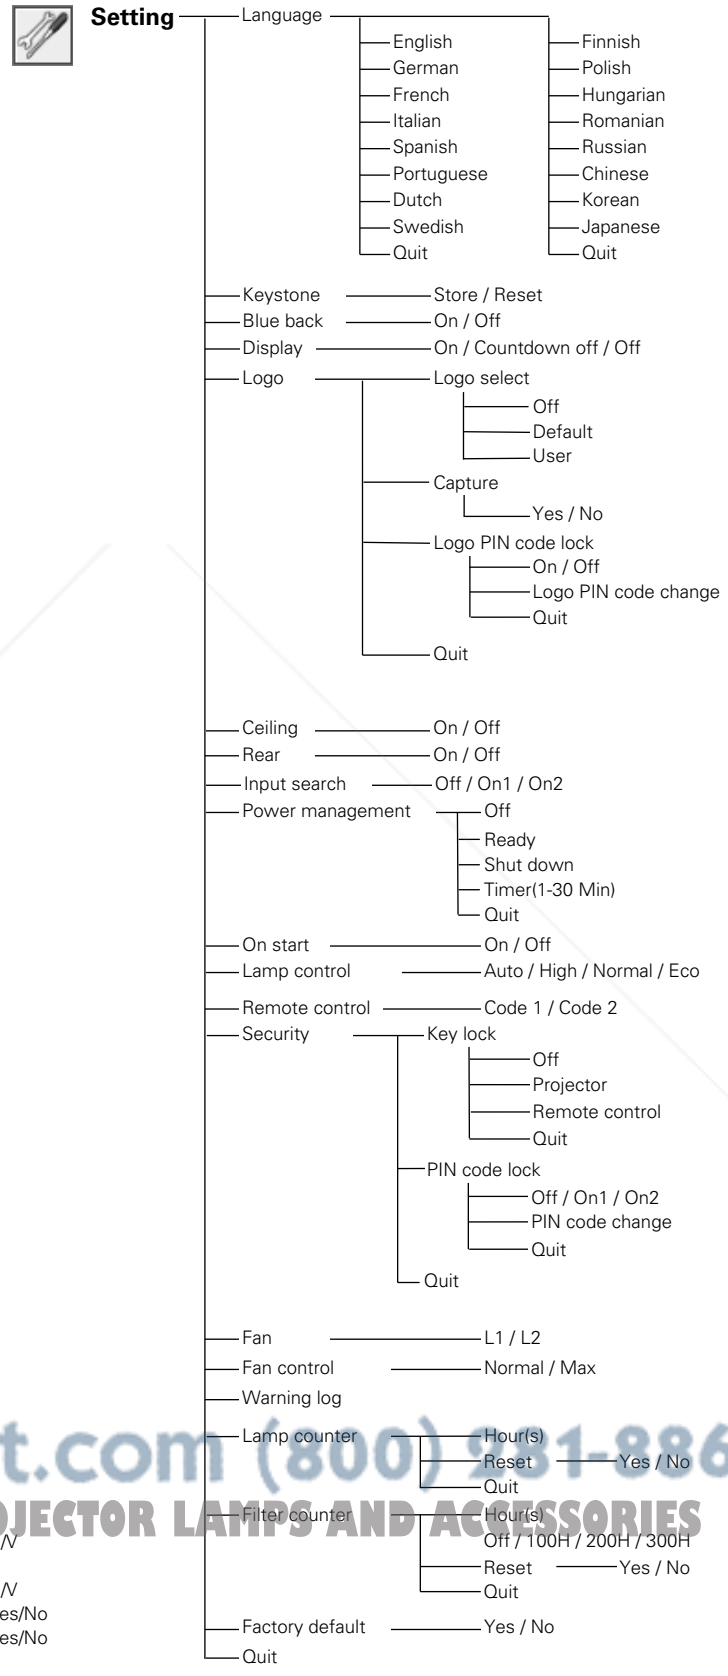 Setting
Language
English
German
French
Italian
Spanish
Portuguese
Dutch
Swedish
Quit
Finnish
Polish
Hungarian
Romanian
Russian
Chinese
Korean
Japanese
Quit
Keystone Store / Reset
Blue back On / Off
Display On / Countdown off / Off
Logo Logo select
Off
Default
User
Capture
Yes / No
Logo PIN code lock
On / Off
Logo PIN code change
Quit
Quit
Ceiling On / Off
Rear On / Off
Input search Off / On1 / On2
Power management Off
Ready
Shut down
Timer(1-30 Min)
Quit
On start On / Off
Lamp control Auto / High / Normal / Eco
Remote control Code 1 / Code 2
Security Key lock
Off
Projector
Remote control
Quit
PIN code lock
Off / On1 / On2
PIN code change
Quit
Quit
Fan L1 / L2
Fan control Normal / Max
Warning log
Lamp counter Hour(s)
Reset Yes / No
Quit
t.com (800) 281-886
OJECTOR LAMPS AND ACCESSORIES
Filter counter Hour(s)
Off / 100H / 200H / 300H
Reset Yes / No
Quit
es/No
es/No
Factory default Yes / No
Quit